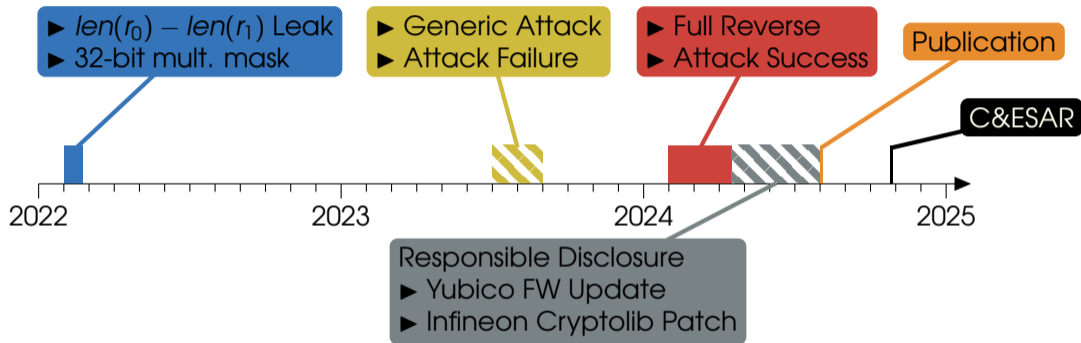 ► len(r₀) − len(r₁) Leak
► 32-bit mult. mask
► Generic Attack
► Attack Failure
► Full Reverse
► Attack Success
Publication
C&ESAR
2022
2023
2024
2025
Responsible Disclosure
► Yubico FW Update
► Infineon Cryptolib Patch